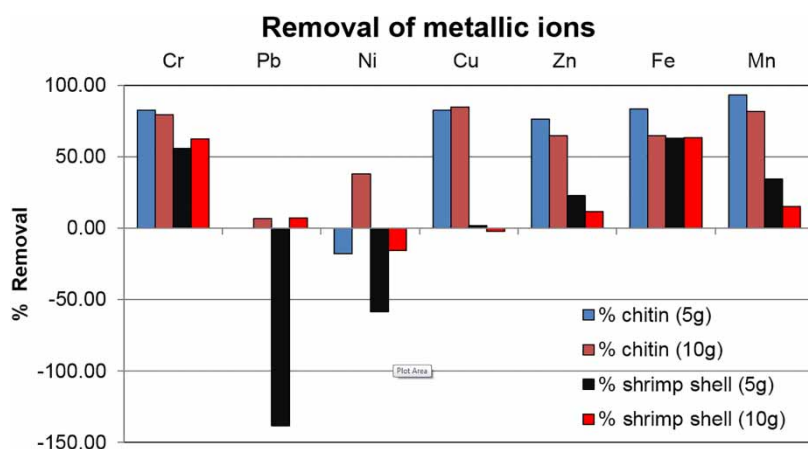 Removal of metallic ions
Cr Pb Ni Cu Zn Fe Mn
100.00
50.00
0.00
-50.00
-100.00
-150.00
% Removal
Plot Area
% chitin (5g)
% chitin (10g)
% shrimp shell (5g)
% shrimp shell (10g)